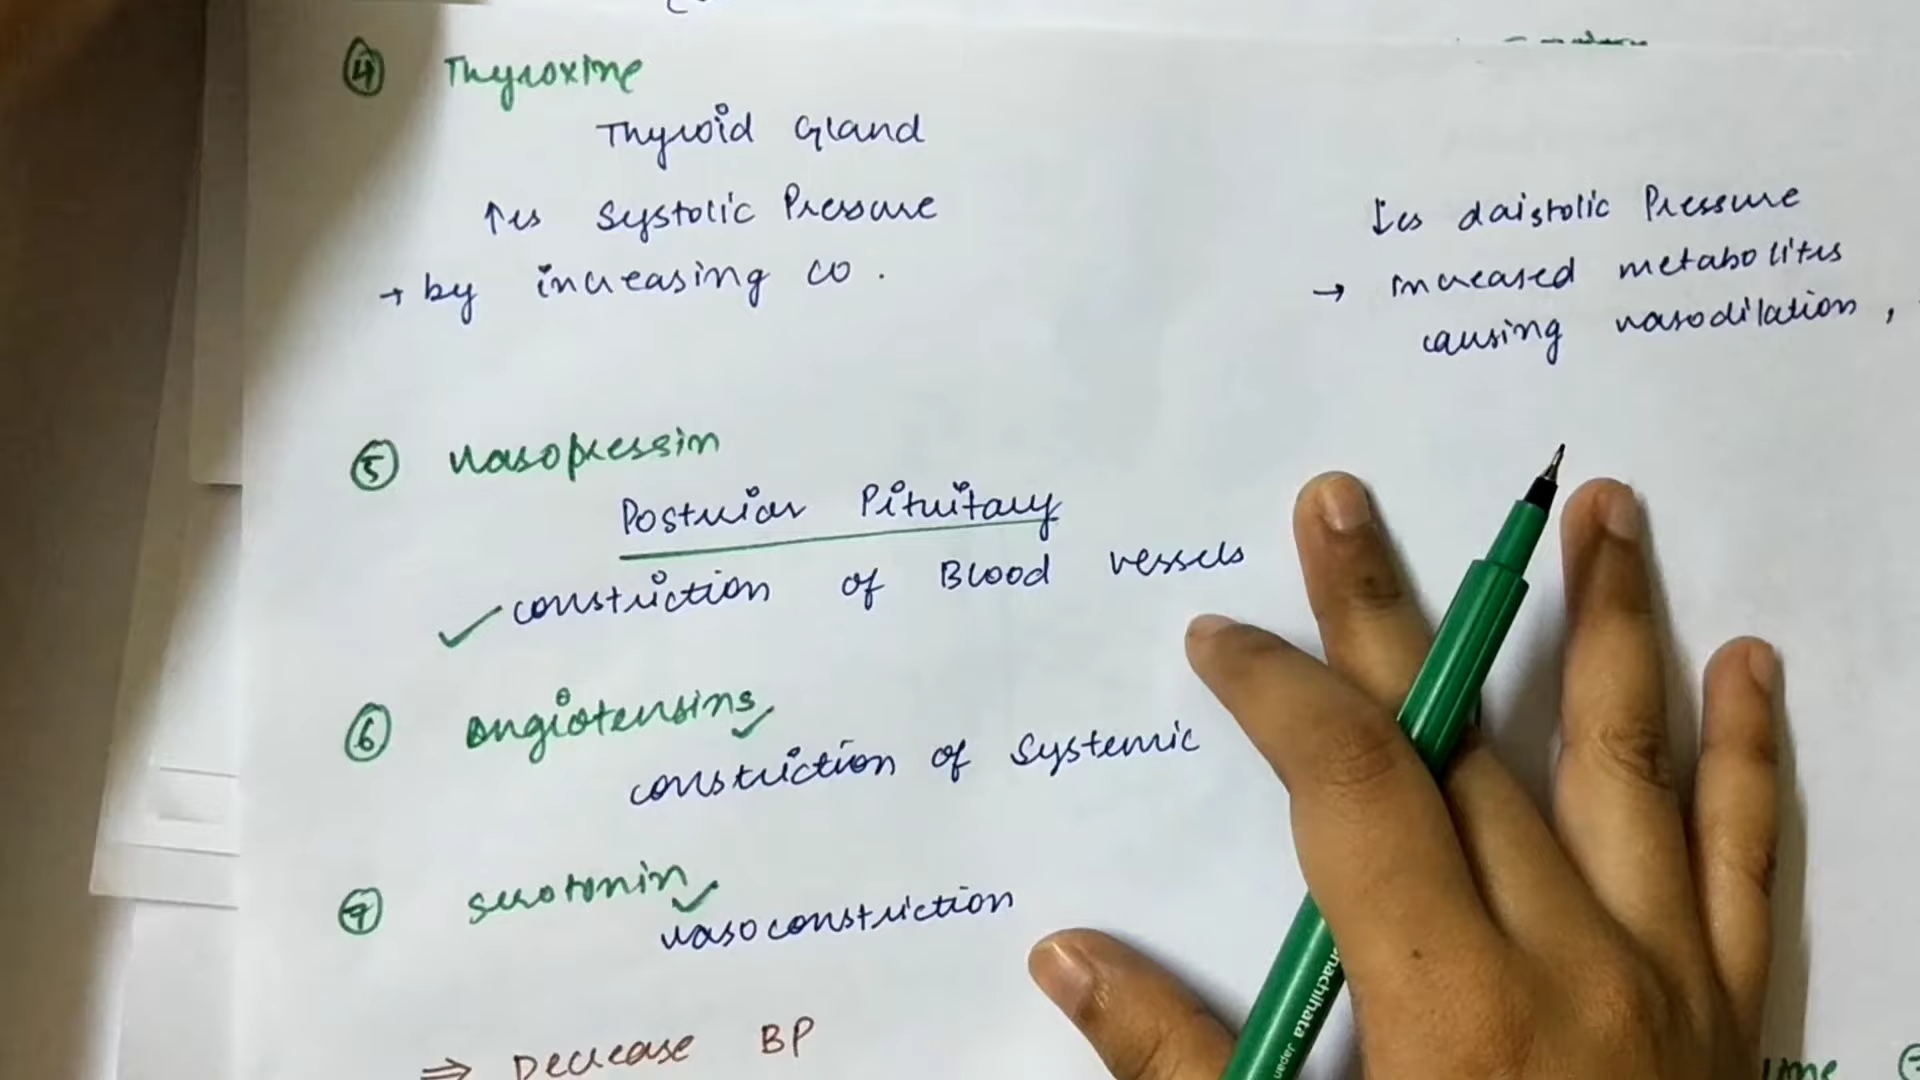 ④ Thyroxine
Thyroid Gland
↑es Systolic Pressure
→ by increasing CO.
↓es daistolic Pressure
→ increased metabolites
causing vasodilation,
⑤ vasopressin
Posterior Pituitary
constriction of Blood vessels
⑥ angiotensins
constriction of systemic
⑦ serotonin
vasoconstriction
⇒ Decrease BP
Japan